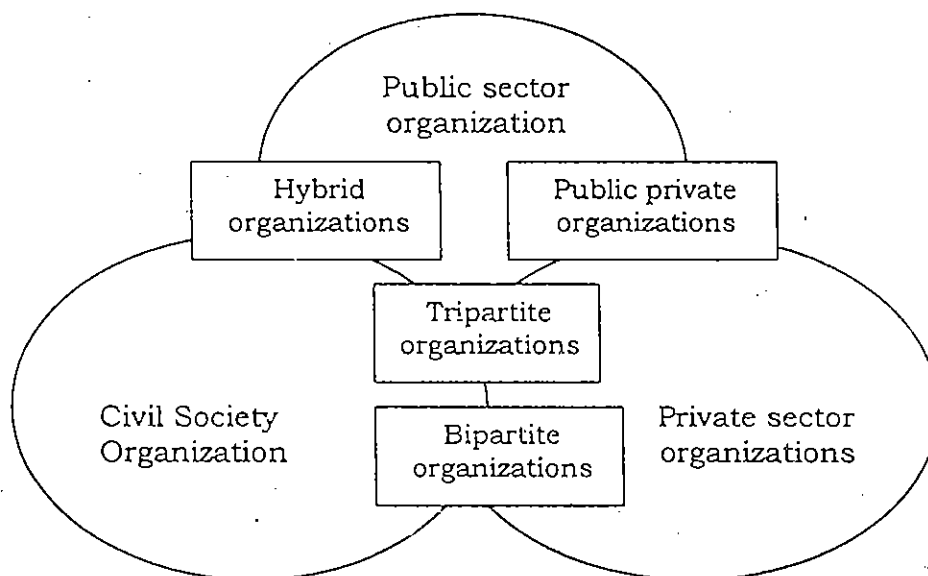 Public sector
organization
Hybrid
organizations
Public private
organizations
Tripartite
organizations
Civil Society
Organization
Bipartite
organizations
Private sector
organizations